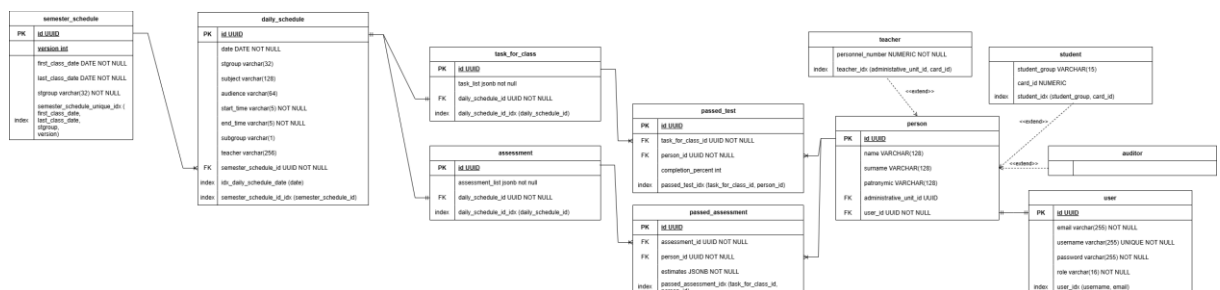 semester_schedule
PK id UUID
version int
first_class_date DATE NOT NULL
last_class_date DATE NOT NULL
stgroup varchar(32) NOT NULL
semester_schedule_unique_idx (
first_class_date,
index last_class_date,
stgroup,
version)
daily_schedule
PK id UUID
date DATE NOT NULL
stgroup varchar(32)
subject varchar(128)
audience varchar(64)
start_time varchar(5) NOT NULL
end_time varchar(5) NOT NULL
subgroup varchar(1)
teacher varchar(256)
FK semester_schedule_id UUID NOT NULL
index idx_daily_schedule_date (date)
index semester_schedule_id_idx (semester_schedule_id)
task_for_class
PK id UUID
task_list jsonb not null
FK daily_schedule_id UUID NOT NULL
index daily_schedule_id_idx (daily_schedule_id)
assessment
PK id UUID
assessment_list jsonb not null
FK daily_schedule_id UUID NOT NULL
index daily_schedule_id_idx (daily_schedule_id)
passed_test
PK id UUID
FK task_for_class_id UUID NOT NULL
FK person_id UUID NOT NULL
completion_percent int
index passed_test_idx (task_for_class_id, person_id)
passed_assessment
PK id UUID
FK assessment_id UUID NOT NULL
FK person_id UUID NOT NULL
estimates JSONB NOT NULL
index passed_assessment_idx (task_for_class_id,
teacher
personnel_number NUMERIC NOT NULL
index teacher_idx (administative_unit_id, card_id)
<<extend>>
student
student_group VARCHAR(15)
card_id NUMERIC
index student_idx (student_group, card_id)
<<extend>>
person
PK id UUID
name VARCHAR(128)
surname VARCHAR(128)
patronymic VARCHAR(128)
FK administrative_unit_id UUID
FK user_id UUID NOT NULL
auditor
<<extend>>
user
PK id UUID
email varchar(255) NOT NULL
username varchar(255) UNIQUE NOT NULL
password varchar(255) NOT NULL
role varchar(16) NOT NULL
index user_idx (username, email)